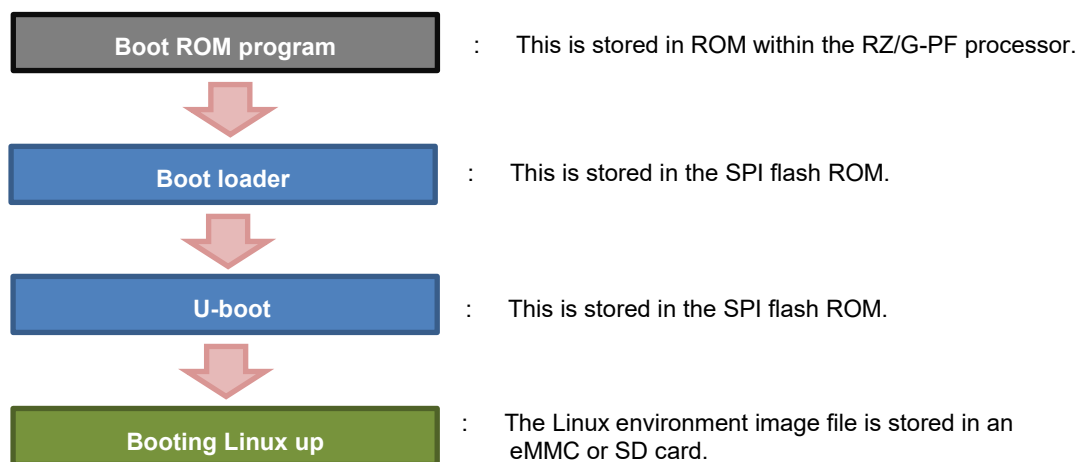 Boot ROM program : This is stored in ROM within the RZ/G-PF processor.
Boot loader : This is stored in the SPI flash ROM.
U-boot : This is stored in the SPI flash ROM.
Booting Linux up : The Linux environment image file is stored in an
eMMC or SD card.